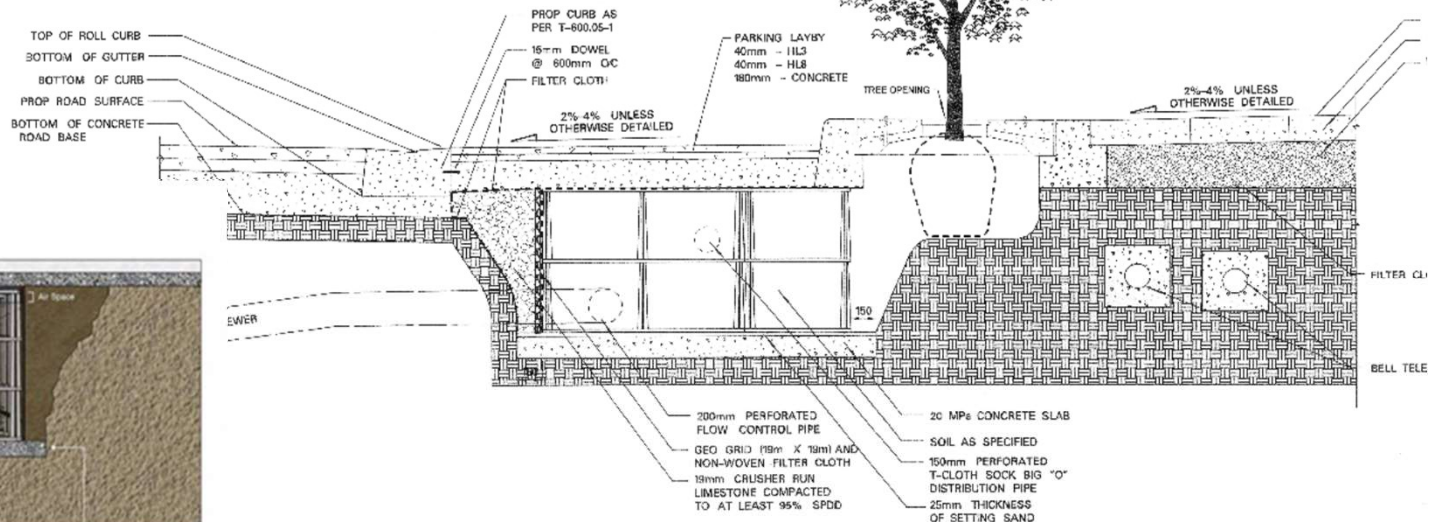 TOP OF ROLL CURB
BOTTOM OF GUTTER
BOTTOM OF CURB
PROP ROAD SURFACE
BOTTOM OF CONCRETE
ROAD BASE
PROP CURB AS
PER T-600.05-1
15mm DOWEL
@ 600mm O/C
FILTER CLOTH
2%-4% UNLESS
OTHERWISE DETAILED
PARKING LAYBY
40mm - HL3
40mm - HL8
180mm - CONCRETE
TREE OPENING
2%-4% UNLESS
OTHERWISE DETAILED
Air Space
EWER
150
FILTER CL
BELL TELE
200mm PERFORATED
FLOW CONTROL PIPE
GEO GRID (19m X 19m) AND
NON-WOVEN FILTER CLOTH
19mm CRUSHER RUN
LIMESTONE COMPACTED
TO AT LEAST 95% SPDD
20 MPa CONCRETE SLAB
SOIL AS SPECIFIED
150mm PERFORATED
T-CLOTH SOCK BIG "O"
DISTRIBUTION PIPE
25mm THICKNESS
OF SETTING SAND